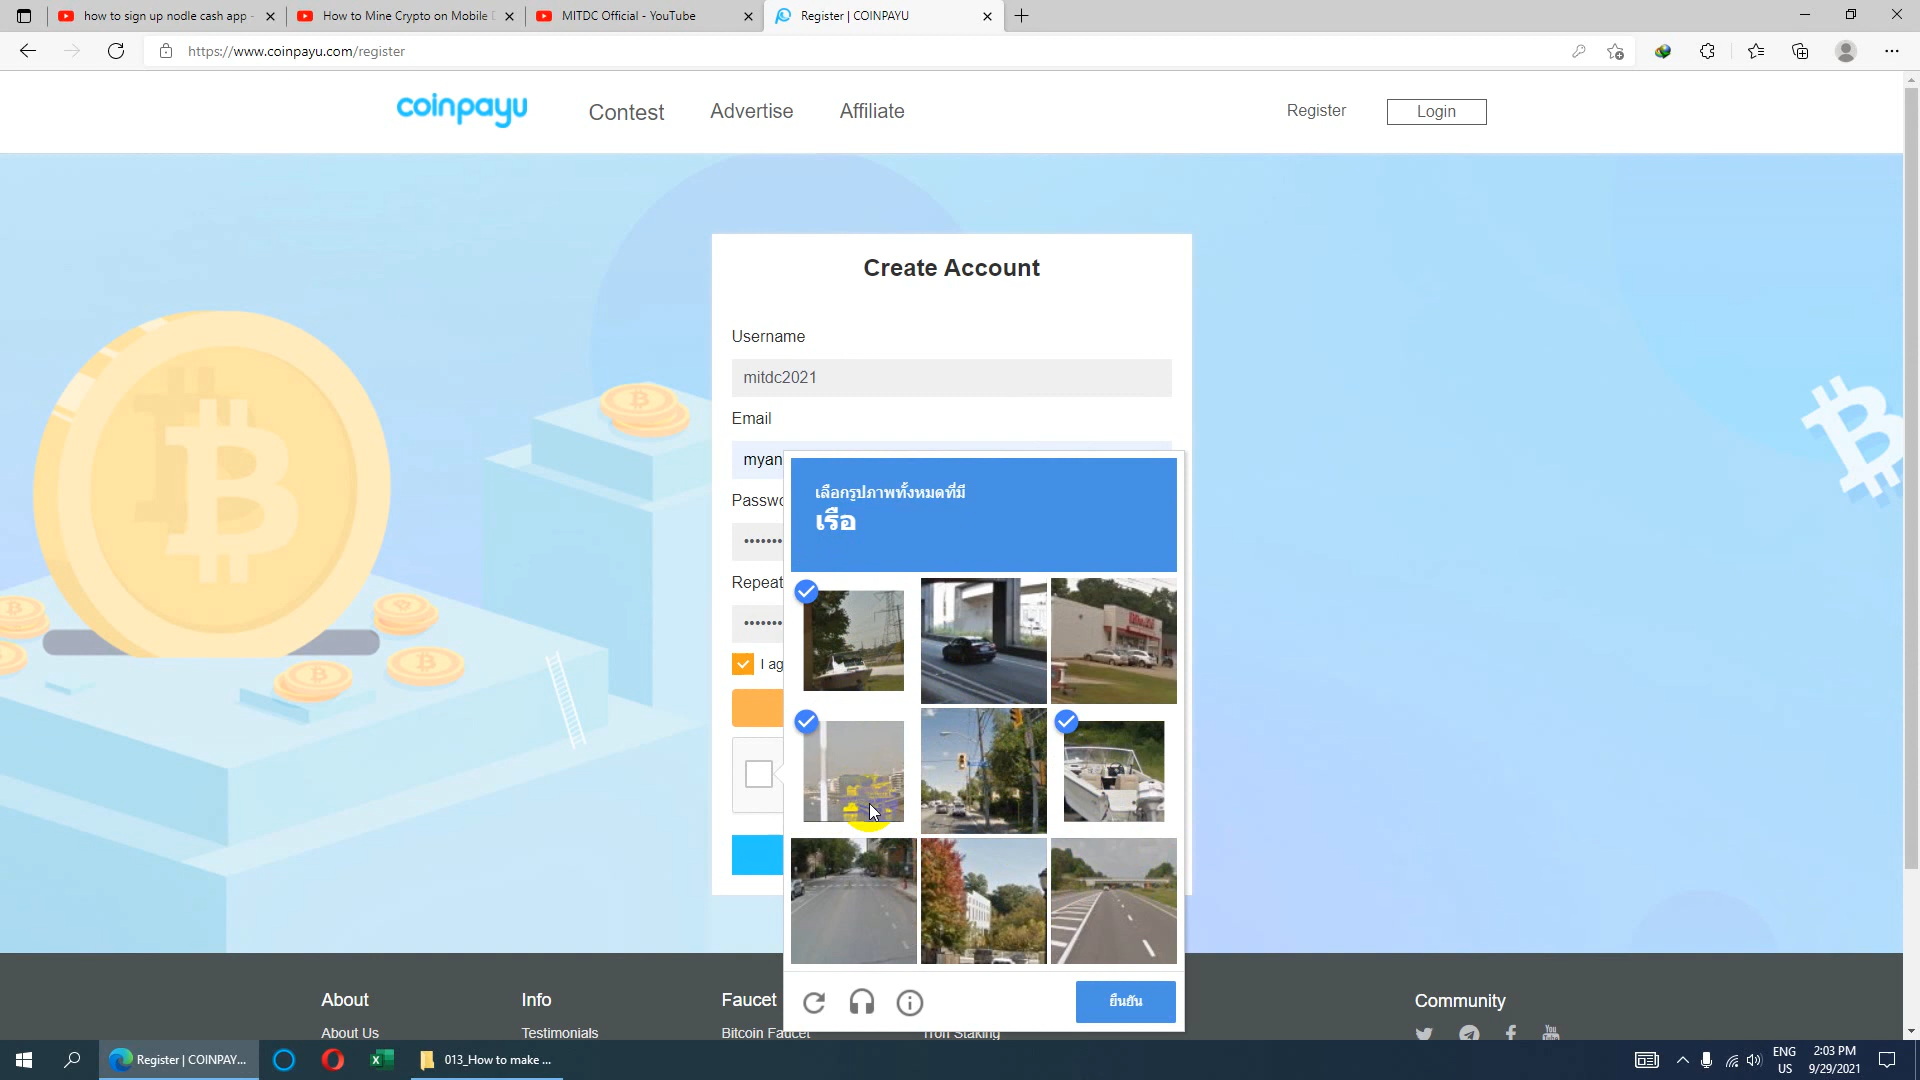 how to sign up nodle cash app -
How to Mine Crypto on Mobile D
MITDC Official - YouTube
Register | COINPAYU
https://www.coinpayu.com/register
coinpayu
Contest
Advertise
Affiliate
Register
Login
Create Account
Username
mitdc2021
Email
myan
Passwo
Repeat
I ag
เลือกรูปภาพทั้งหมดที่มี
เรือ
ยืนยัน
About
Info
Faucet
Community
About Us
Testimonials
Bitcoin Faucet
Tron Staking
Register | COINPAY...
013_How to make ...
ENG
US
2:03 PM
9/29/2021